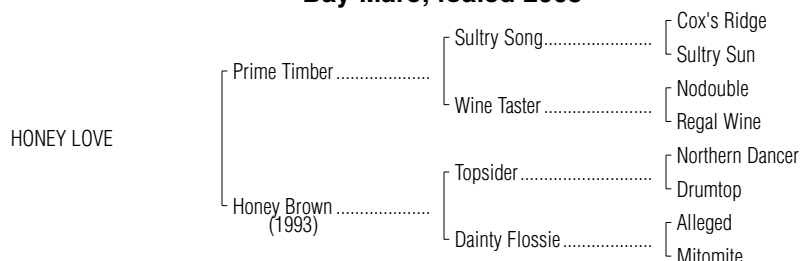 Bay Mare, foaled
Cox's Ridge
Sultry Song
Sultry Sun
Prime Timber
Nodouble
Wine Taster
Regal Wine
HONEY LOVE
Northern Dancer
Topsider
Drumtop
Honey Brown
(1993)
Alleged
Dainty Flossie
Mitomite